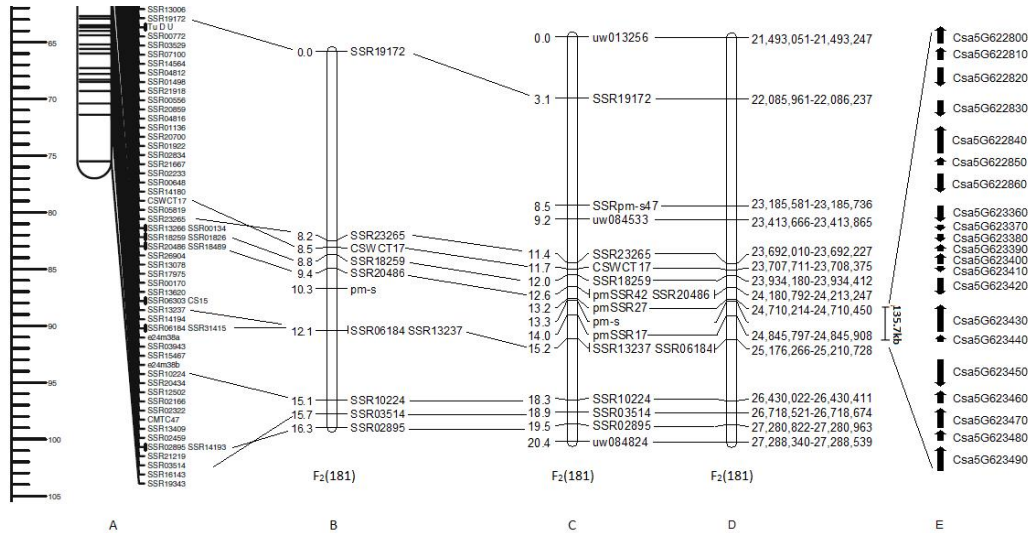 65
70
75
80
85
90
95
100
105
SSR13006
SSR19172
Tu D U
SSR00772
SSR03529
SSR07100
SSR14564
SSR04812
SSR01498
SSR21918
SSR00556
SSR20859
SSR04816
SSR01136
SSR20700
SSR01922
SSR02834
SSR21667
SSR02233
SSR00648
SSR14180
CSWCT17
SSR05819
SSR23265
SSR13266 SSR00134
SSR18259 SSR01826
SSR20486 SSR18489
SSR26904
SSR13078
SSR17975
SSR00170
SSR13620
SSR06303 CS15
SSR13237
SSR14194
SSR06184 SSR31415
e24m38a
SSR03943
SSR15467
e24m38b
SSR10224
SSR20434
SSR12502
SSR02166
SSR02322
CMTC47
SSR13409
SSR02459
SSR02895 SSR14193
SSR21219
SSR03514
SSR16143
SSR19343
0.0 SSR19172
8.2 SSR23265
8.5 CSWCT17
8.8 SSR18259
9.4 SSR20486
10.3 pm-s
12.1 SSR06184 SSR13237
15.1 SSR10224
15.7 SSR03514
16.3 SSR02895
F2(181)
0.0 uw013256
3.1 SSR19172
8.5 SSRpm-s47
9.2 uw084533
11.4 SSR23265
11.7 CSWCT17
12.0 SSR18259
12.6 pmSSR42 SSR20486
13.2 pmSSR27
13.3 pm-s
14.0 pmSSR17
15.2 SSR13237 SSR06184
18.3 SSR10224
18.9 SSR03514
19.5 SSR02895
20.4 uw084824
F2(181)
21,493,051-21,493,247
22,085,961-22,086,237
23,185,581-23,185,736
23,413,666-23,413,865
23,692,010-23,692,227
23,707,711-23,708,375
23,934,180-23,934,412
24,180,792-24,213,247
24,710,214-24,710,450
24,845,797-24,845,908
25,176,266-25,210,728
26,430,022-26,430,411
26,718,521-26,718,674
27,280,822-27,280,963
27,288,340-27,288,539
F2(181)
135.7kb
Csa5G622800
Csa5G622810
Csa5G622820
Csa5G622830
Csa5G622840
Csa5G622850
Csa5G622860
Csa5G623360
Csa5G623370
Csa5G623380
Csa5G623390
Csa5G623400
Csa5G623410
Csa5G623420
Csa5G623430
Csa5G623440
Csa5G623450
Csa5G623460
Csa5G623470
Csa5G623480
Csa5G623490
A B C D E